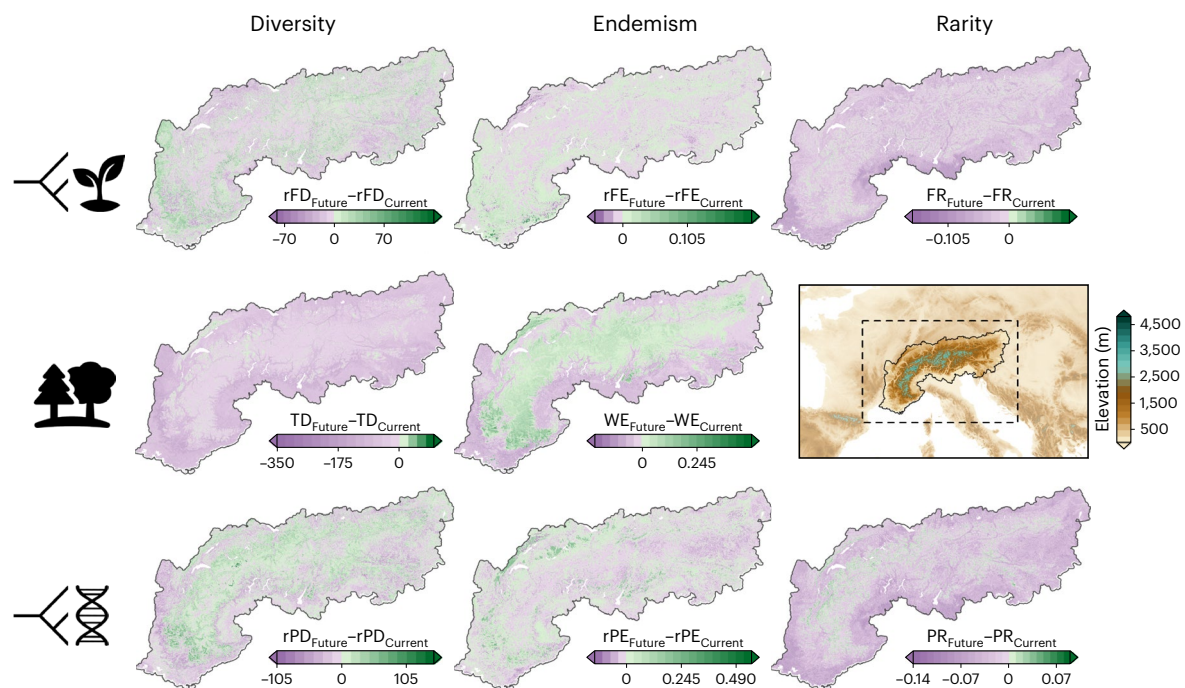 Diversity Endemism Rarity
rFD_Future–rFD_Current rFE_Future–rFE_Current FR_Future–FR_Current
–70 0 70 0 0.105 –0.105 0
TD_Future–TD_Current WE_Future–WE_Current
–350 –175 0 0 0.245
Elevation (m)
4,500
3,500
2,500
1,500
500
rPD_Future–rPD_Current rPE_Future–rPE_Current PR_Future–PR_Current
–105 0 105 0 0.245 0.490 –0.14 –0.07 0 0.07